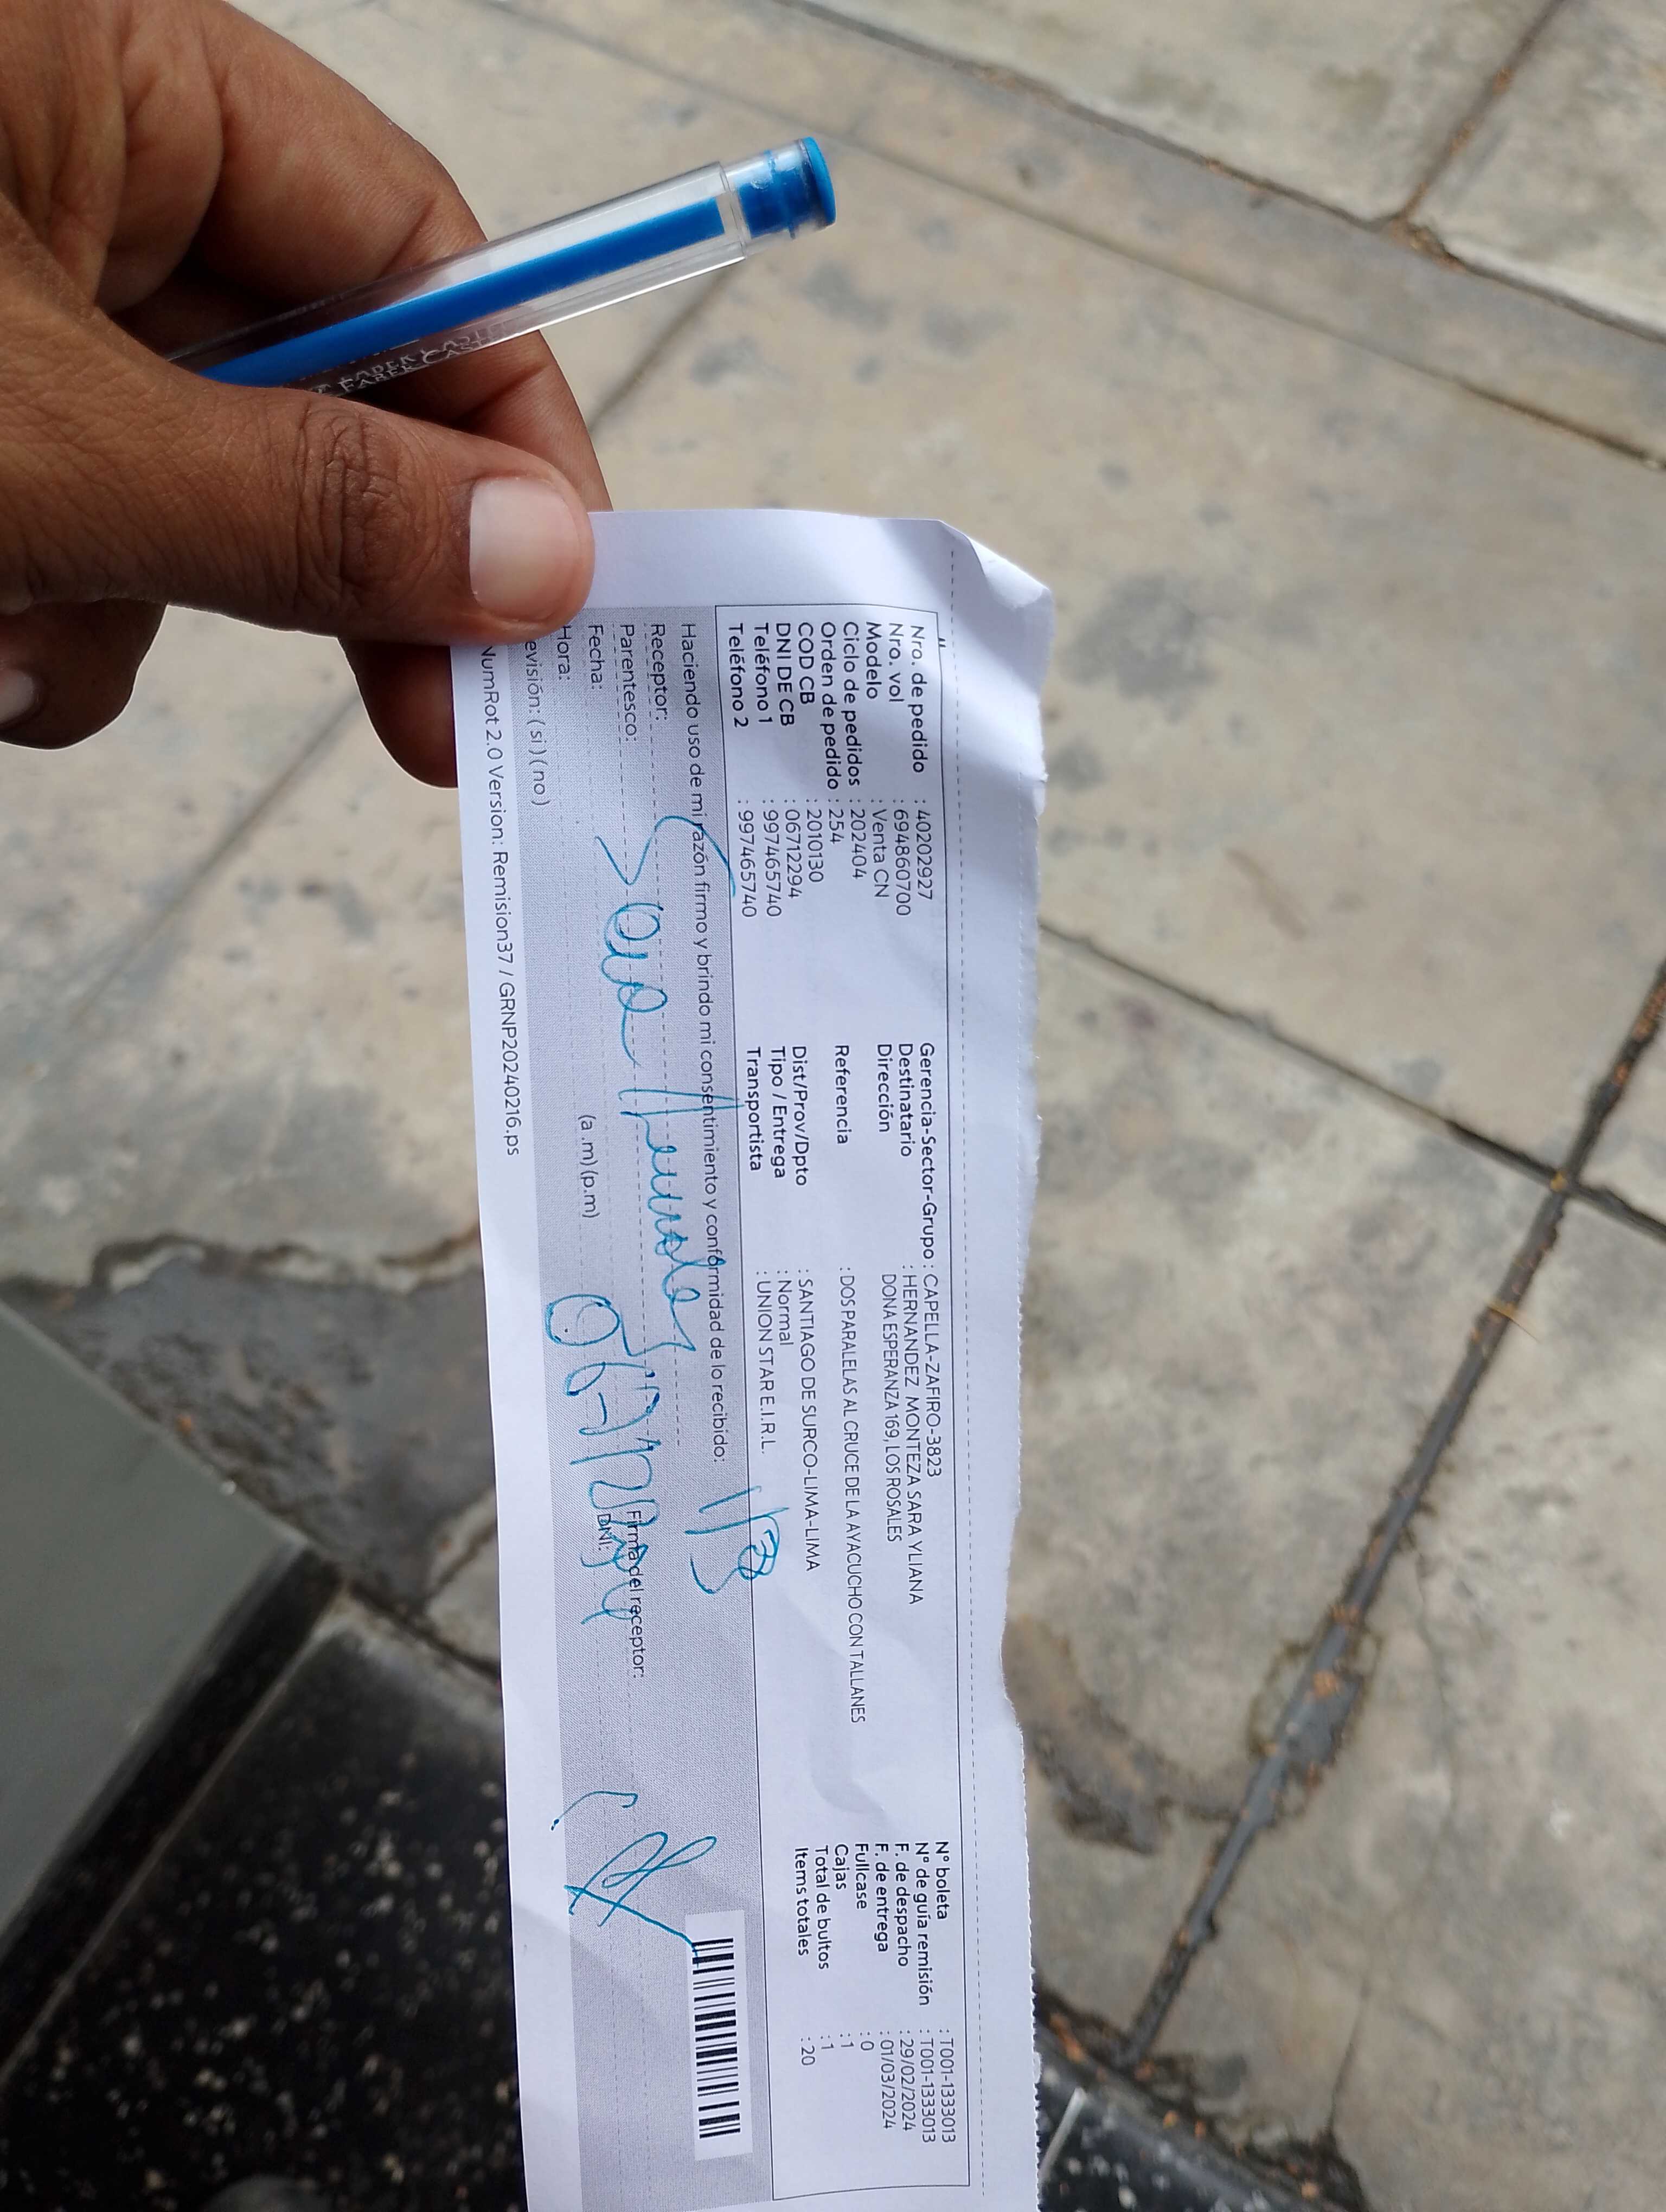 Nro. de pedido : 40202927
Nro. vol : 694860700
Modelo : Venta CN
Ciclo de pedidos : 202404
Orden de pedido : 254
COD CB : 2010130
DNI DE CB : 06712294
Teléfono 1 : 997465740
Teléfono 2 : 997465740
Gerencia-Sector-Grupo : CAPELLA-ZAFIRO-3823
Destinatario : HERNANDEZ MONTEZA SARA YLIANA
Dirección DONA ESPERANZA 169, LOS ROSALES
Referencia : DOS PARALELAS AL CRUCE DE LA AYACUCHO CON TALLANES
Dist/Prov/Dpto : SANTIAGO DE SURCO-LIMA-LIMA
Tipo / Entrega : Normal
Transportista : UNION STAR E.I.R.L.
N° boleta : T001-1333013
N° de guía remisión : T001-1333013
F. de despacho : 29/02/2024
F. de entrega : 01/03/2024
Fullcase : 0
Cajas : 1
Total de bultos : 1
Items totales : 20
Haciendo uso de mi razón firmo y brindo mi consentimiento y conformidad de lo recibido:
Receptor:
Parentesco:
Fecha:
Hora: (a .m) (p.m)
evisión: ( si ) ( no )
Firma del receptor:
DNI:
NumRot 2.0 Version: Remision37 / GRNP20240216.ps
FABER-CASTELL